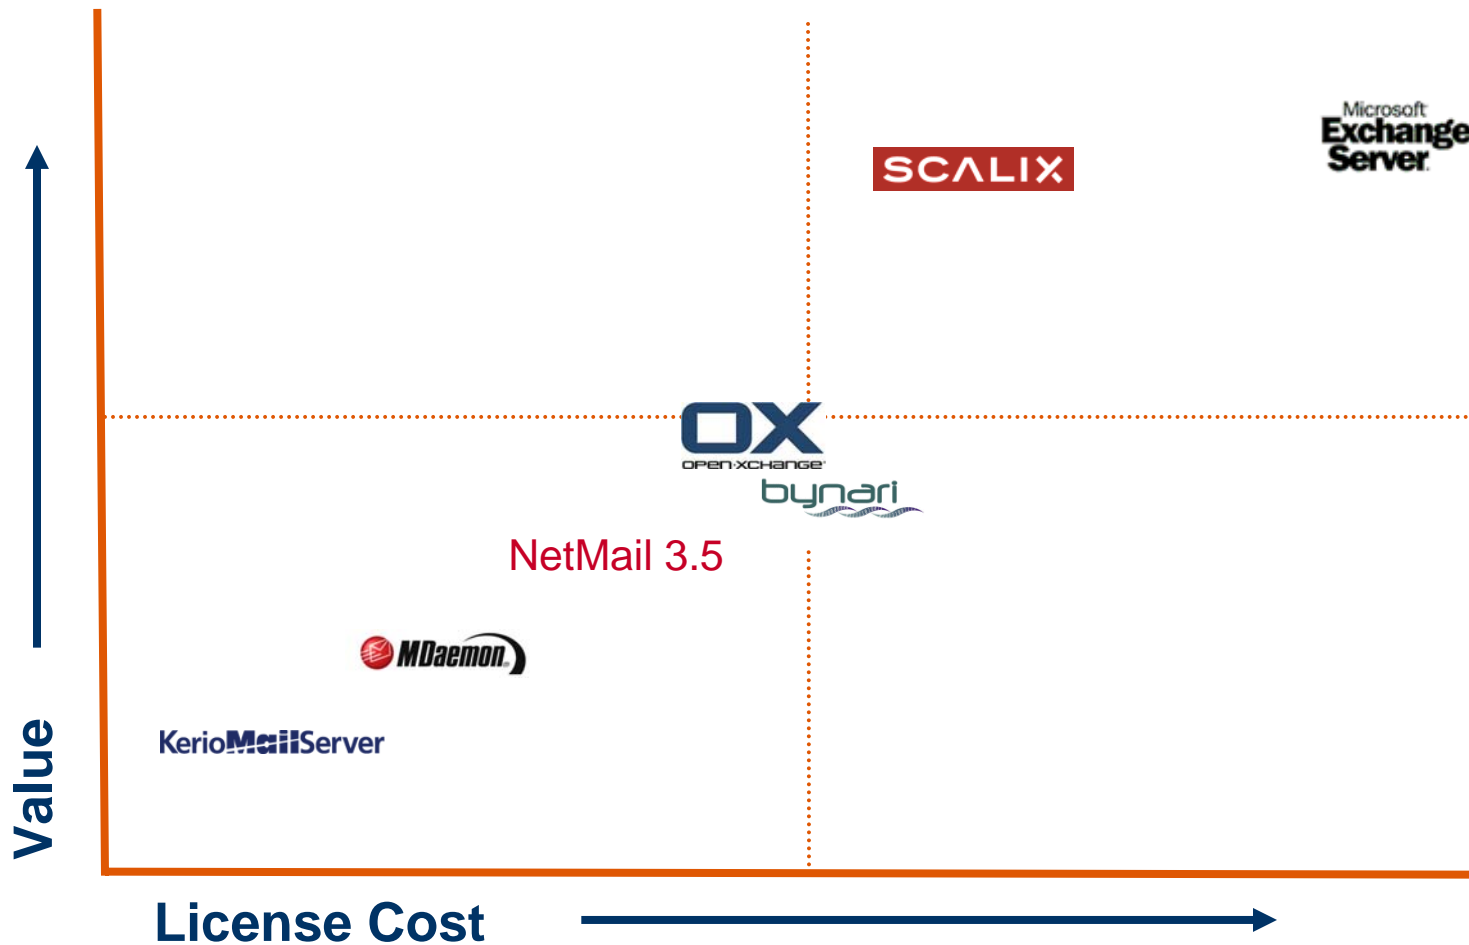 Microsoft
Exchange
Server
SCALIX
OX
OPEN-XCHANGE
bynari
NetMail 3.5
MDaemon
KerioMailServer
Value
License Cost